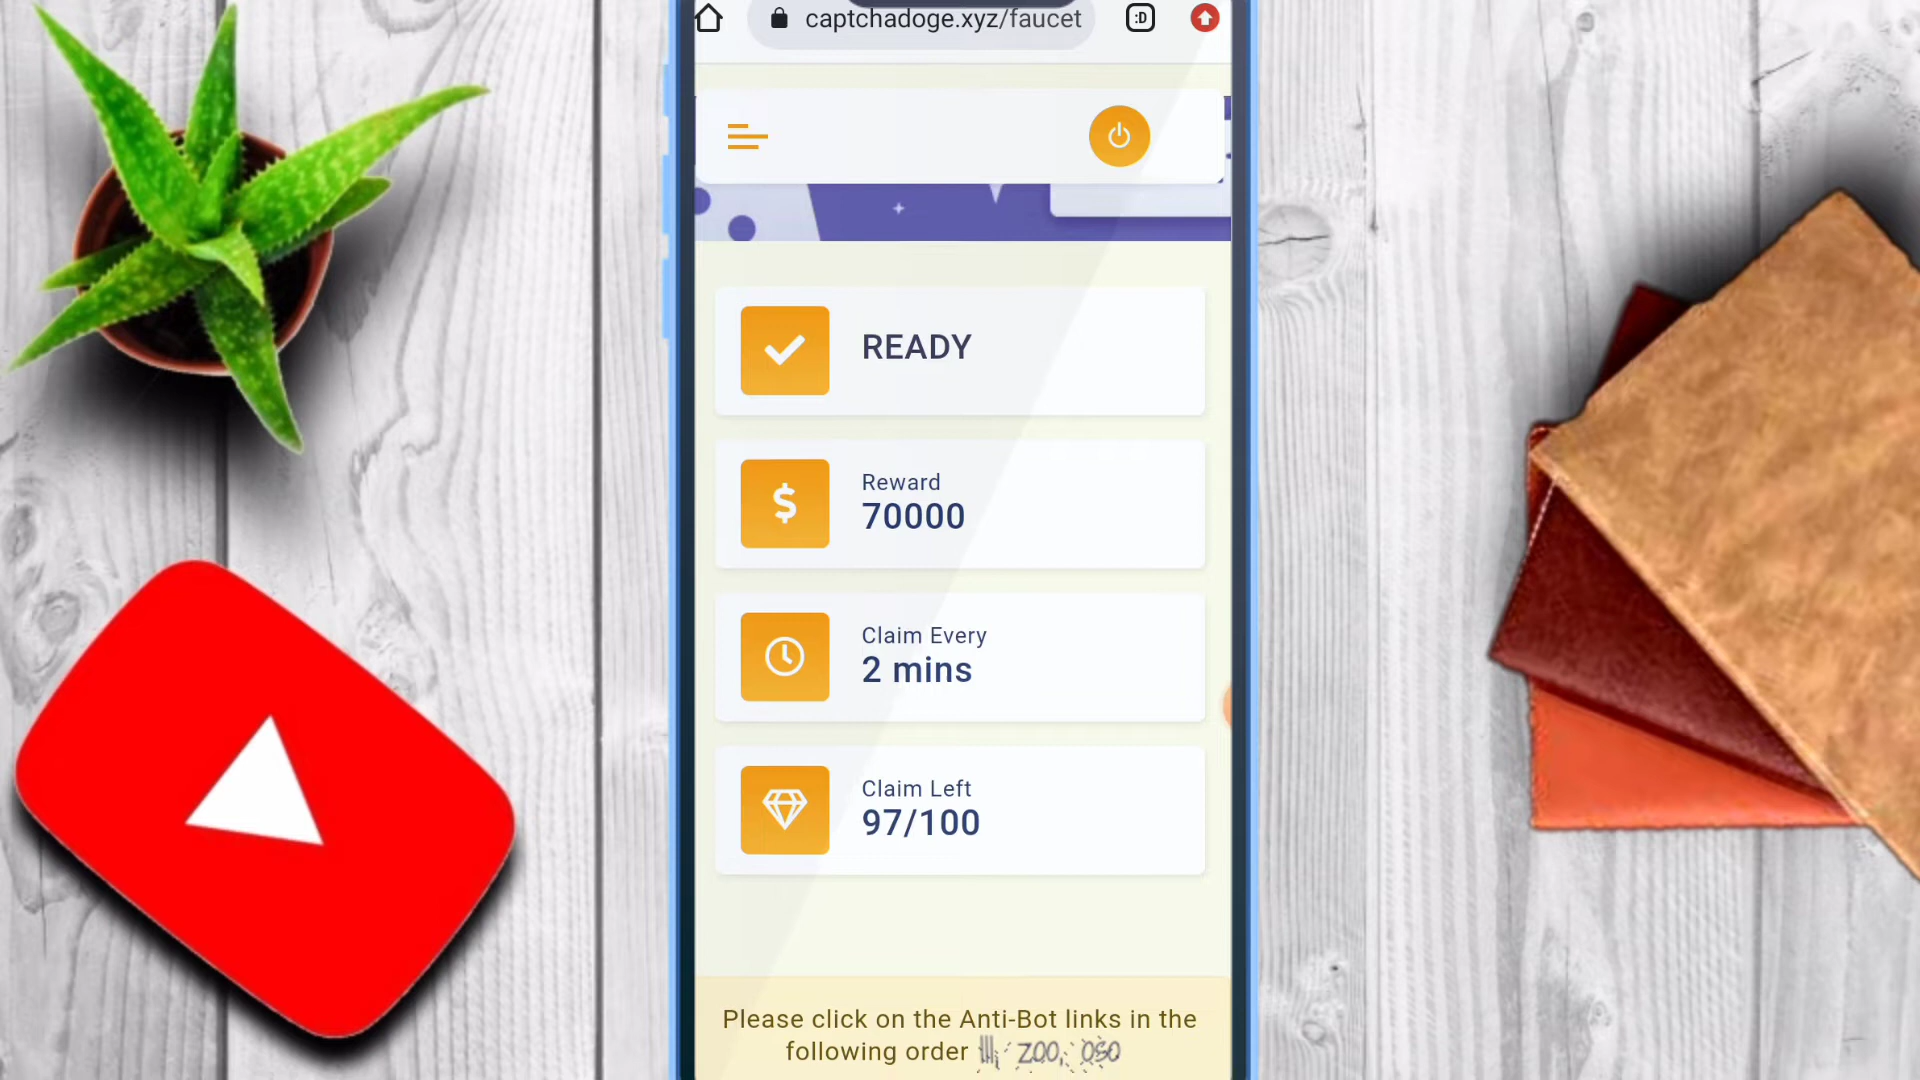 captchadoge.xyz/faucet
:D
READY
Reward
70000
Claim Every
2 mins
Claim Left
97/100
Please click on the Anti-Bot links in the
following order